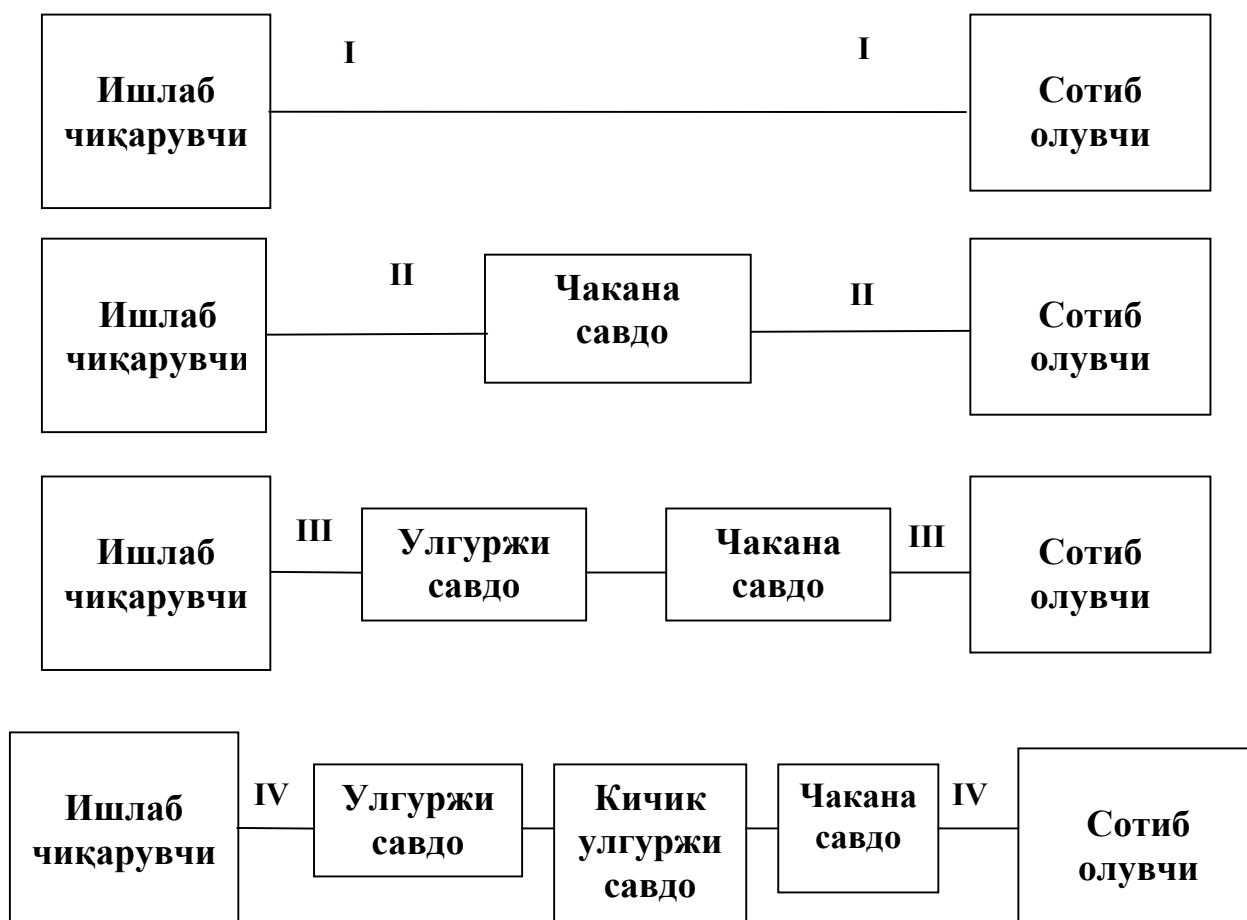 I
I
Ишлаб
чиқарувчи
Сотиб
олувчи
II
II
Ишлаб
чиқарувчи
Чакана
савдо
Сотиб
олувчи
III
III
Ишлаб
чиқарувчи
Улгуржи
савдо
Чакана
савдо
Сотиб
олувчи
IV
IV
Ишлаб
чиқарувчи
Улгуржи
савдо
Кичик
улгуржи
савдо
Чакана
савдо
Сотиб
олувчи